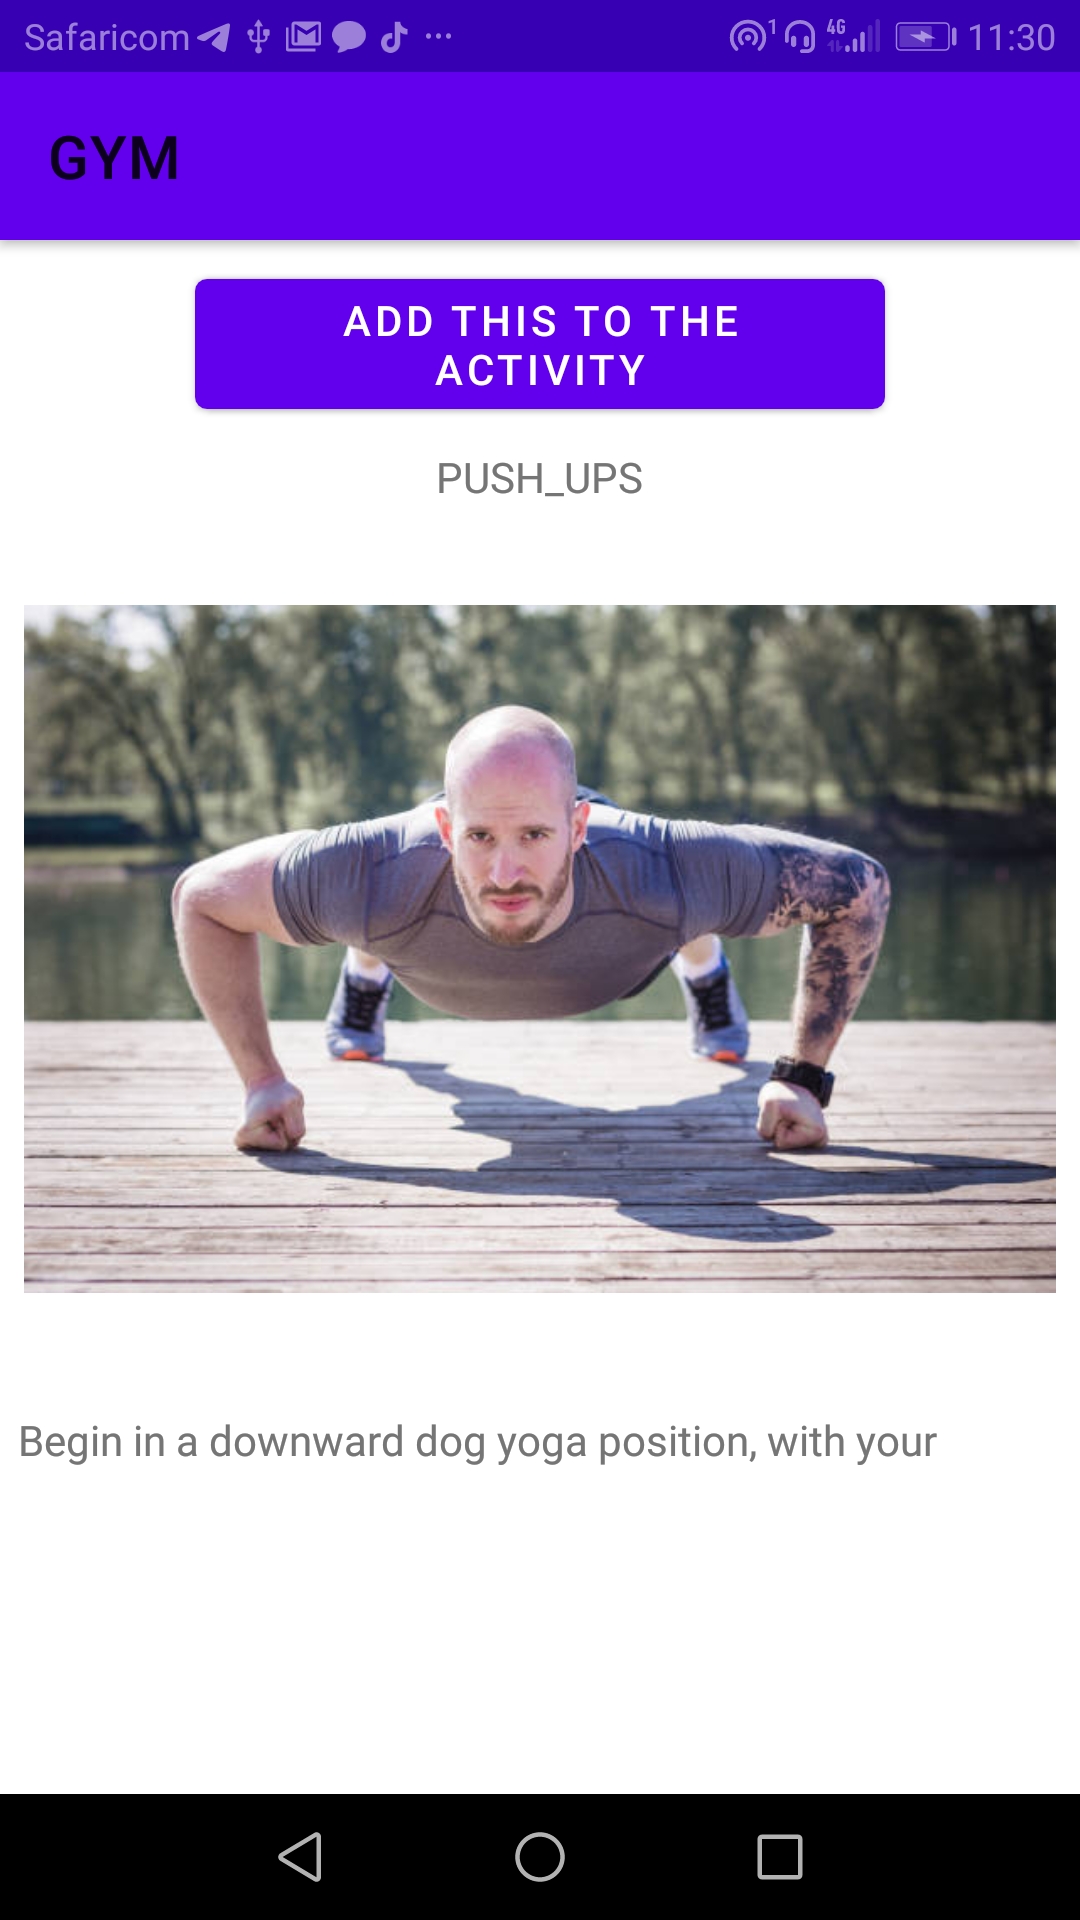 Safaricom 1 4G 11:30
GYM
ADD THIS TO THE
ACTIVITY
PUSH_UPS
Begin in a downward dog yoga position, with your